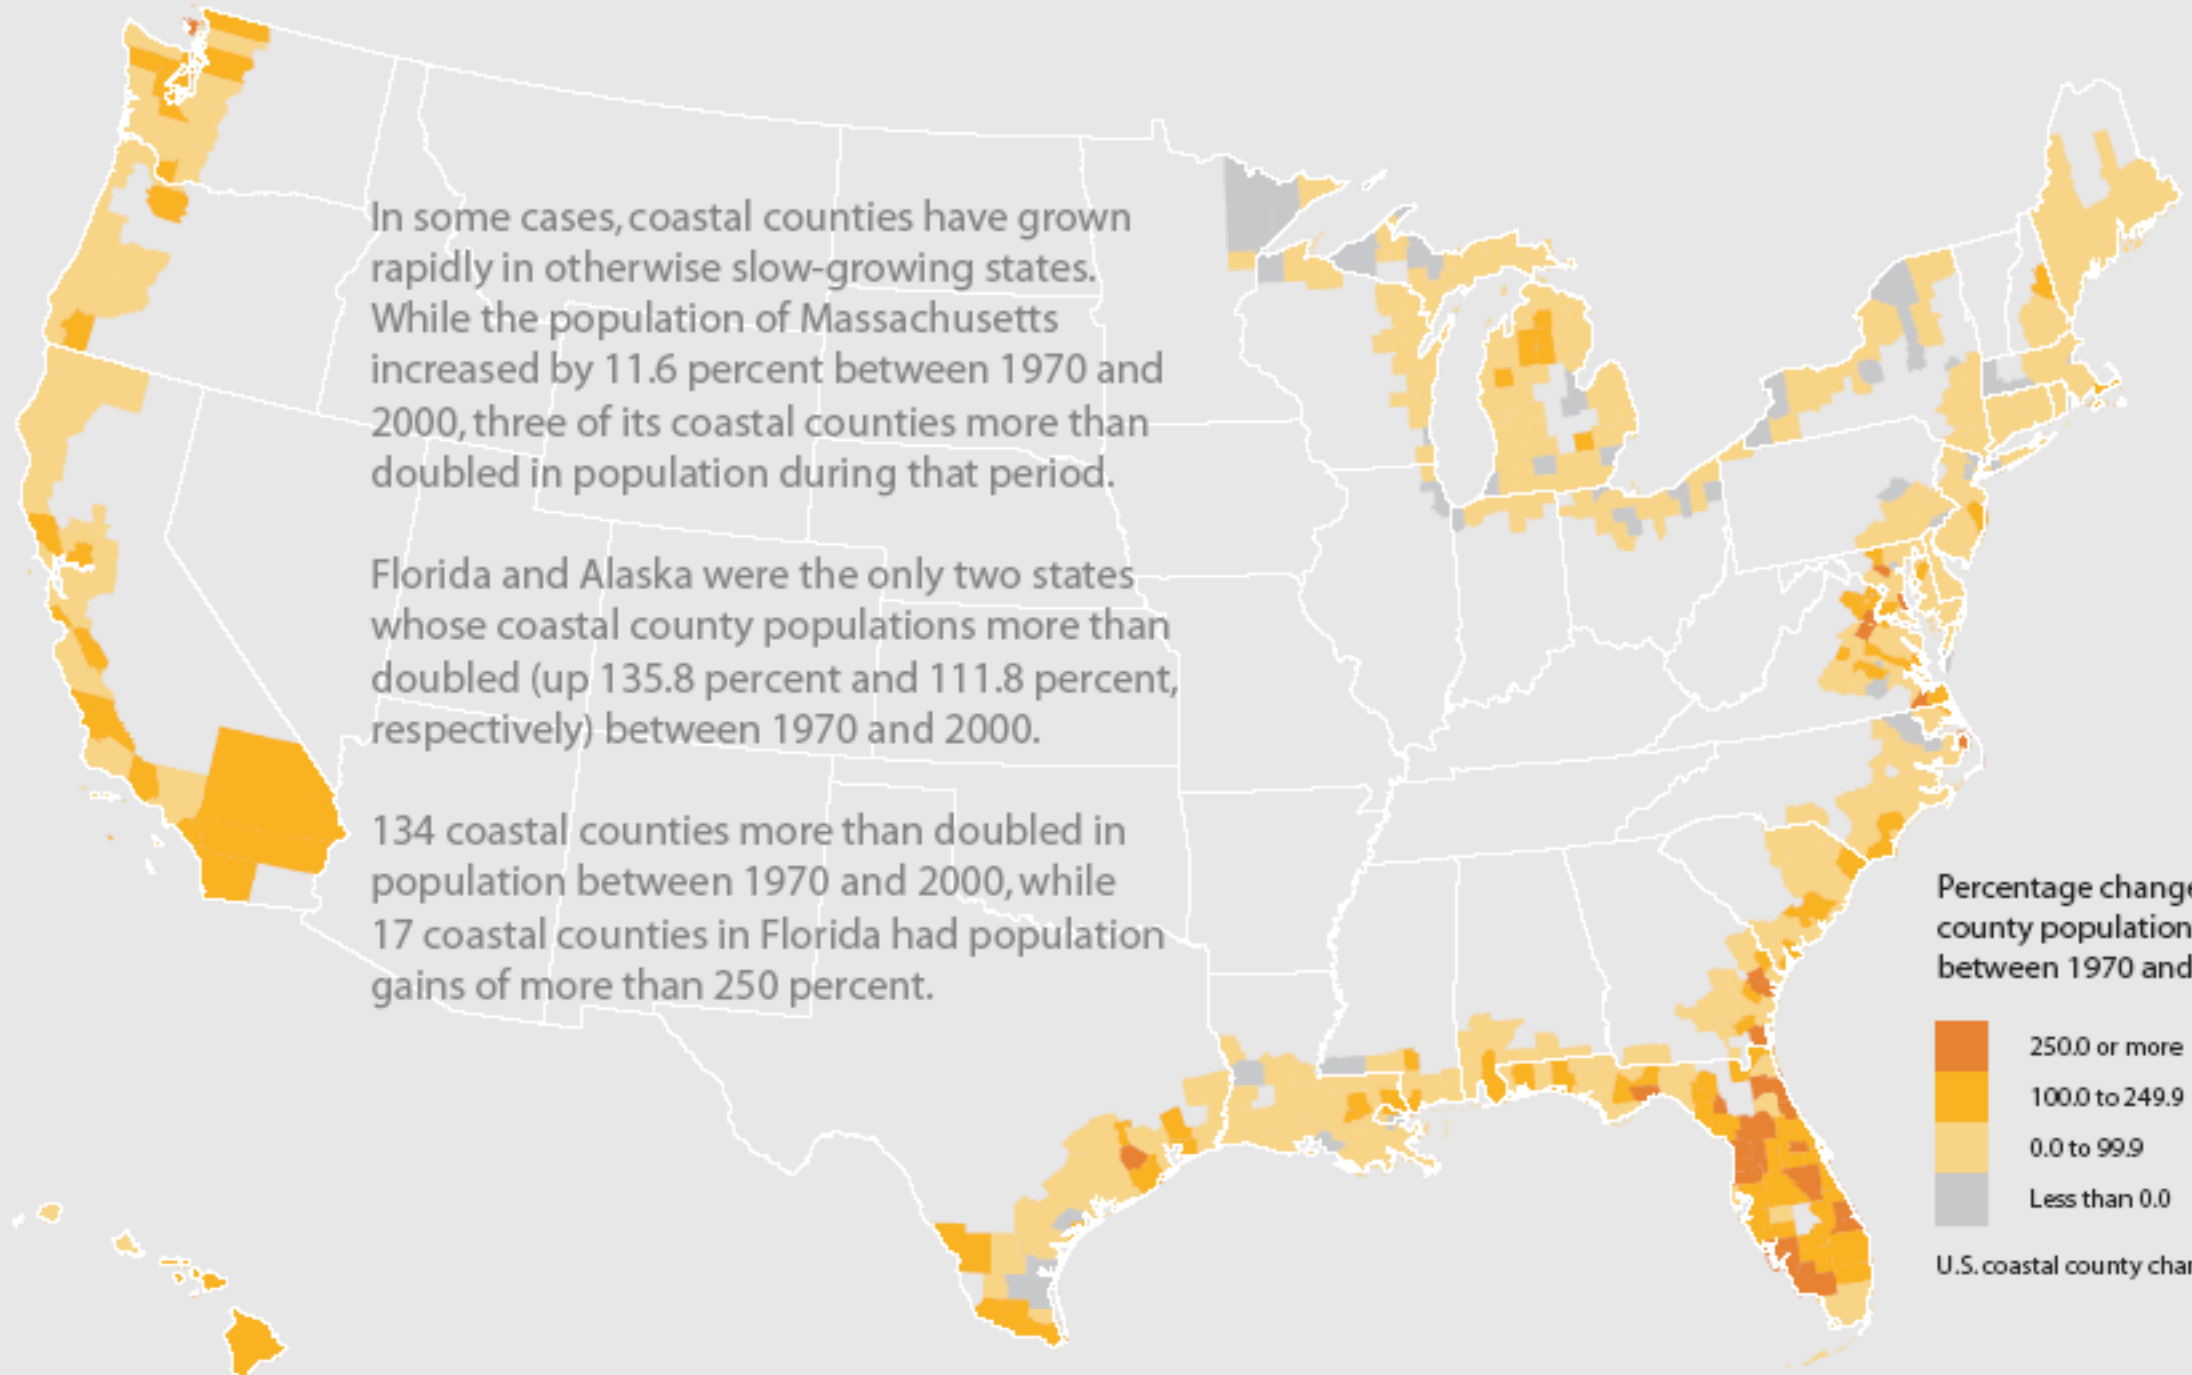 In some cases, coastal counties have grown
rapidly in otherwise slow-growing states.
While the population of Massachusetts
increased by 11.6 percent between 1970 and
2000, three of its coastal counties more than
doubled in population during that period.
Florida and Alaska were the only two states
whose coastal county populations more than
doubled (up 135.8 percent and 111.8 percent,
respectively) between 1970 and 2000.
134 coastal counties more than doubled in
population between 1970 and 2000, while
17 coastal counties in Florida had population
gains of more than 250 percent.
Percentage change
county population
between 1970 and
250.0 or more
100.0 to 249.9
0.0 to 99.9
Less than 0.0
U.S. coastal county